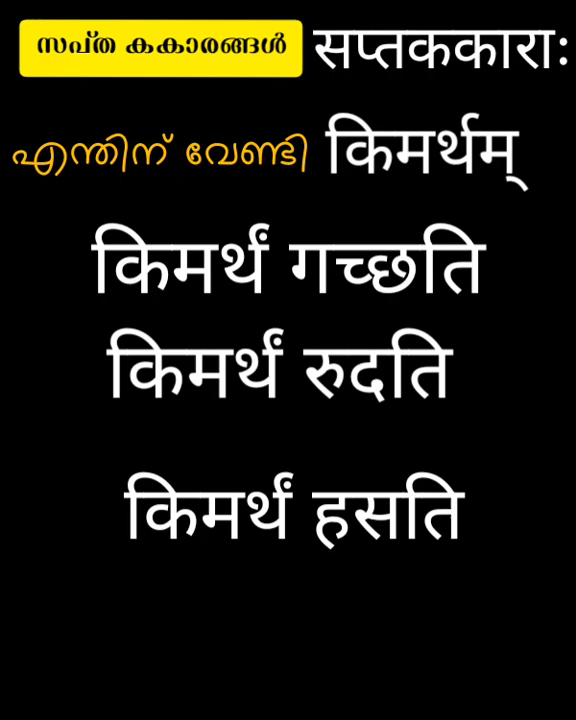 സപ്ത കകാരങ്ങൾ सप्तककाराः
എന്തിന് വേണ്ടി किमर्थम्
किमर्थं गच्छति
किमर्थं रुदति
किमर्थं हसति